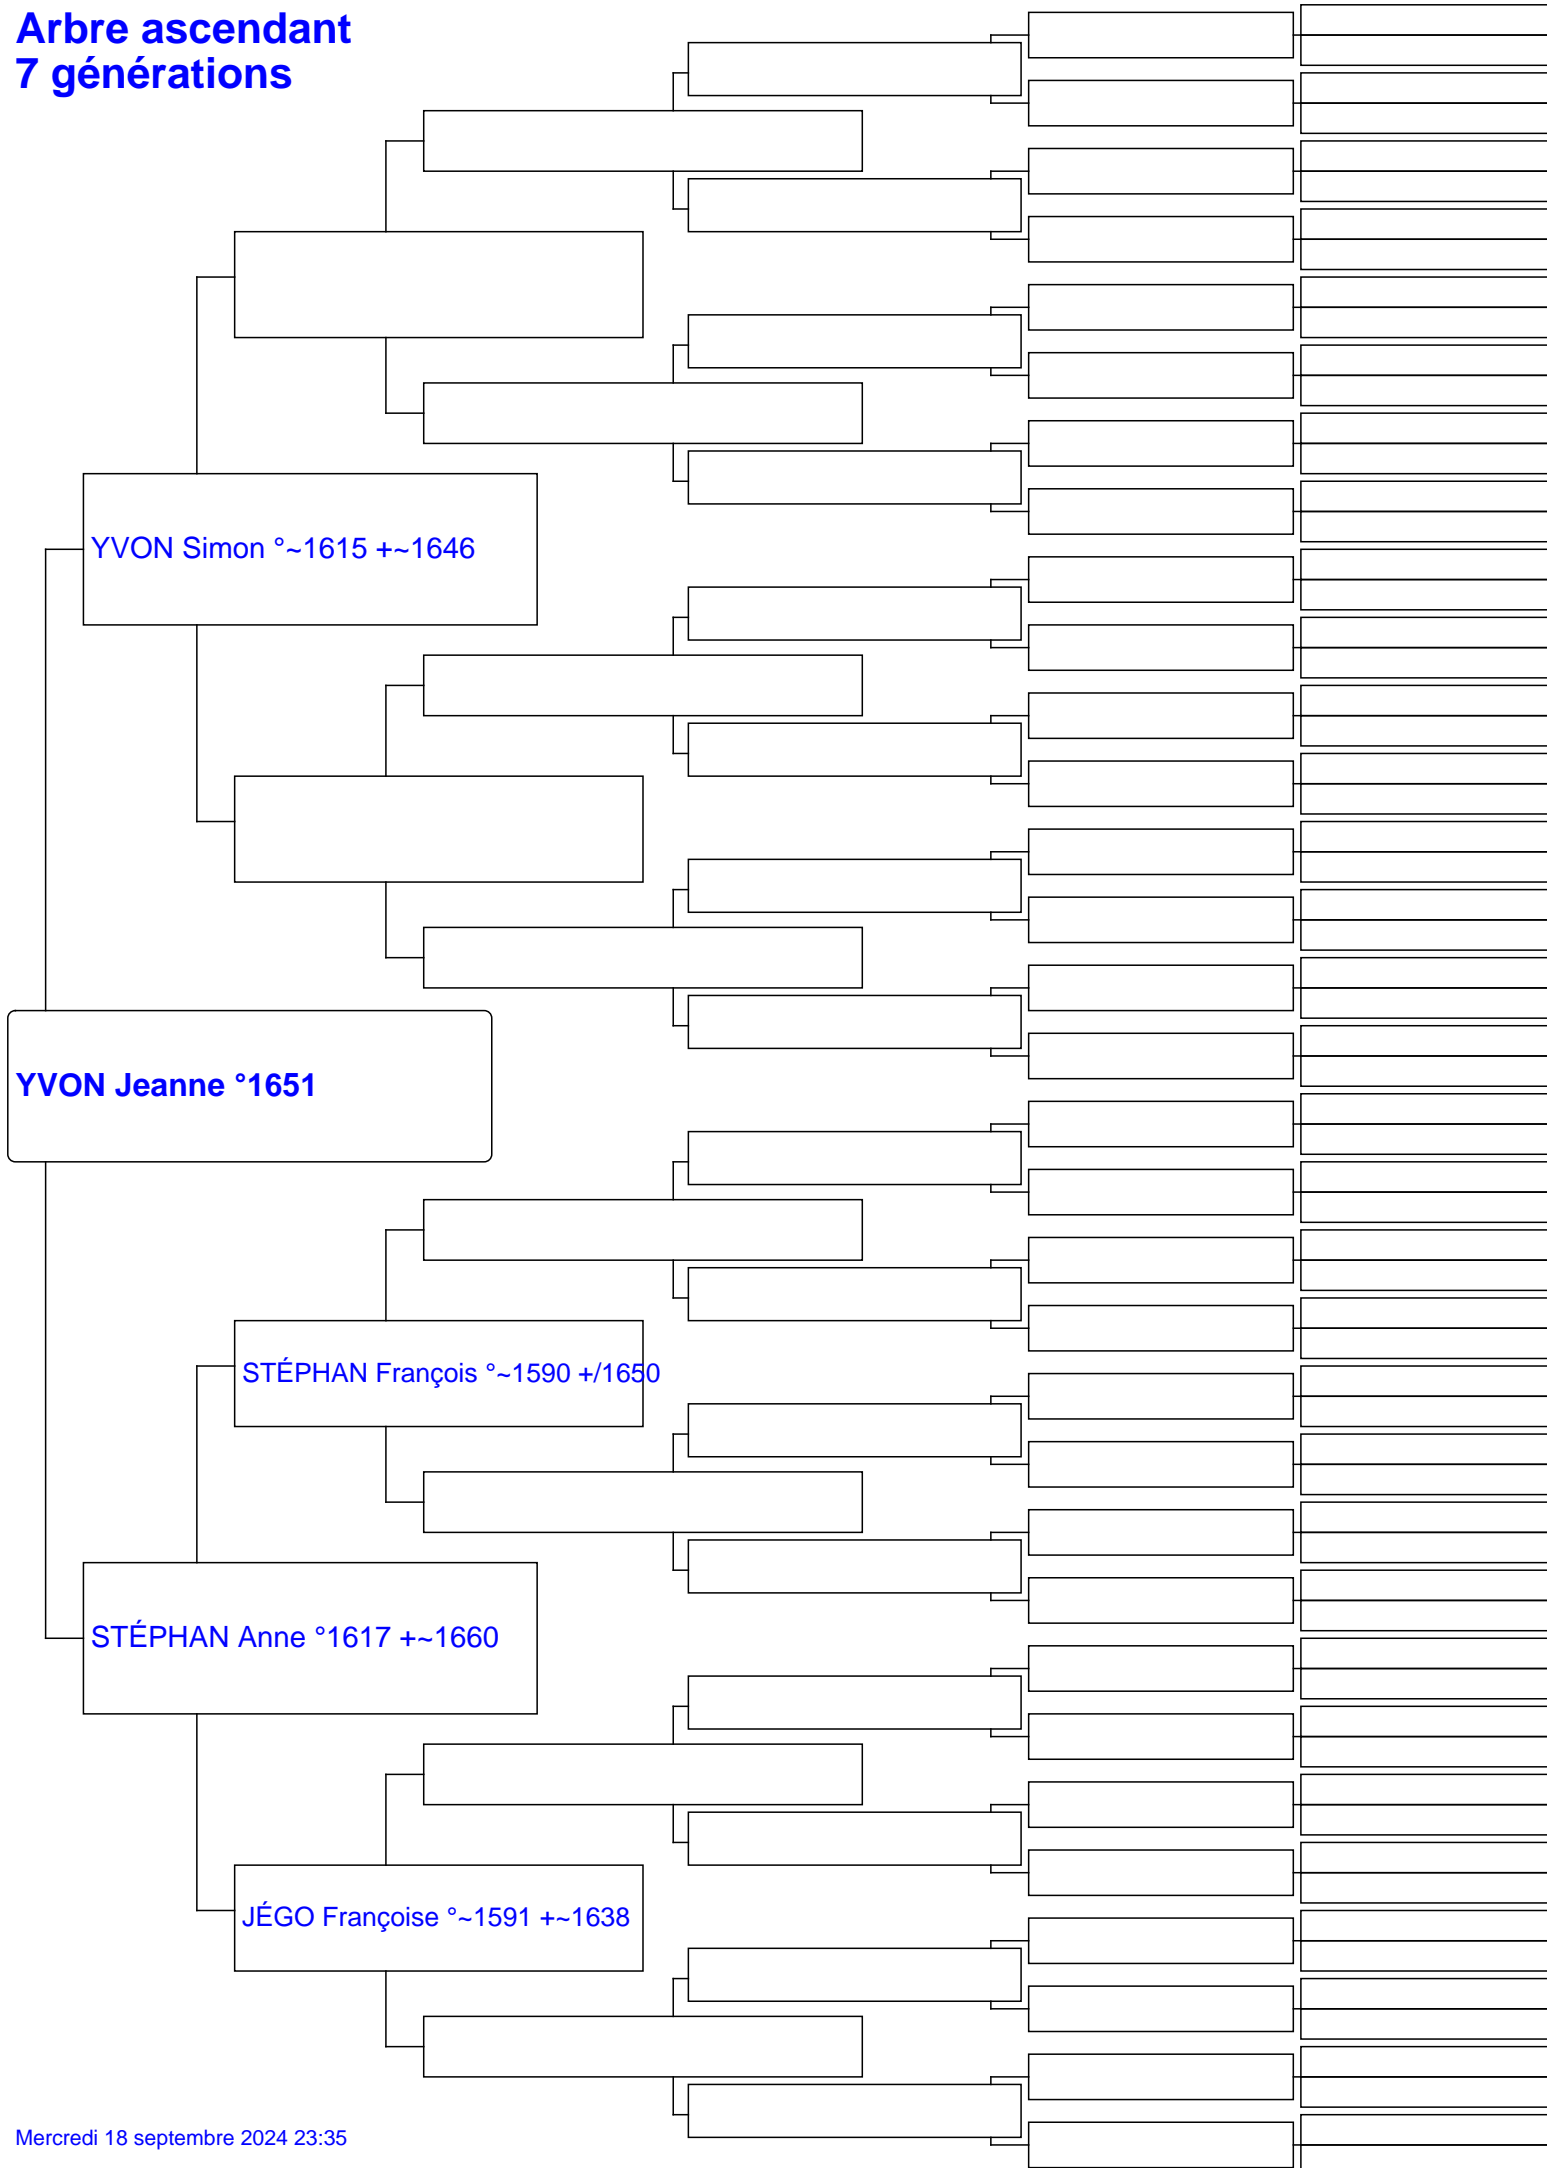 Arbre ascendant
7 générations
YVON Simon °~1615 +~1646
YVON Jeanne °1651
STÉPHAN François °~1590 +/1650
STÉPHAN Anne °1617 +~1660
JÉGO Françoise °~1591 +~1638
Mercredi 18 septembre 2024 23:35